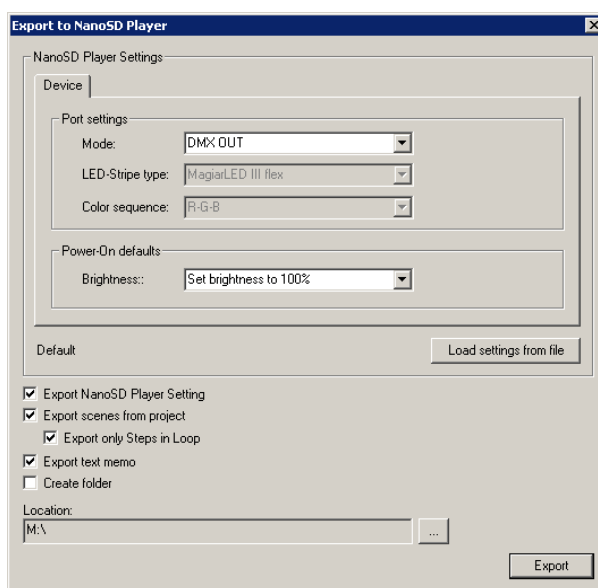 Export to NanoSD Player
NanoSD Player Settings
Device
Port settings
Mode: DMX OUT
LED-Stripe type: MagiarLED III flex
Color sequence: R-G-B
Power-On defaults
Brightness:: Set brightness to 100%
Default Load settings from file
Export NanoSD Player Setting
Export scenes from project
Export only Steps in Loop
Export text memo
Create folder
Location:
M:\ ...
Export